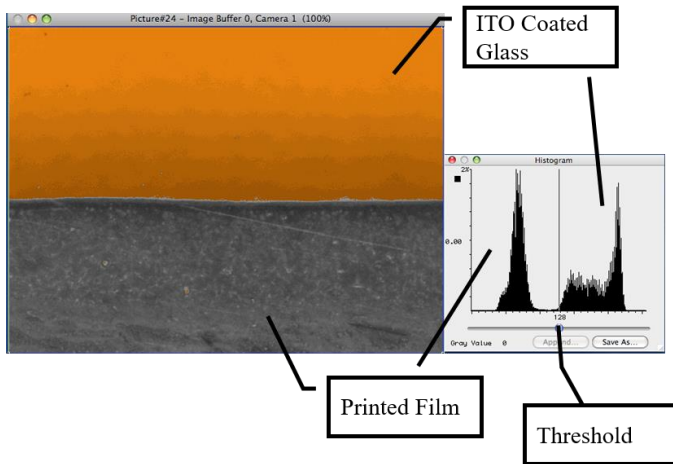 Picture#24 - Image Buffer 0, Camera 1 (100%)
ITO Coated
Glass
Histogram
2%
0.00
128
Gray Value 0
Append...
Save As...
Printed Film
Threshold